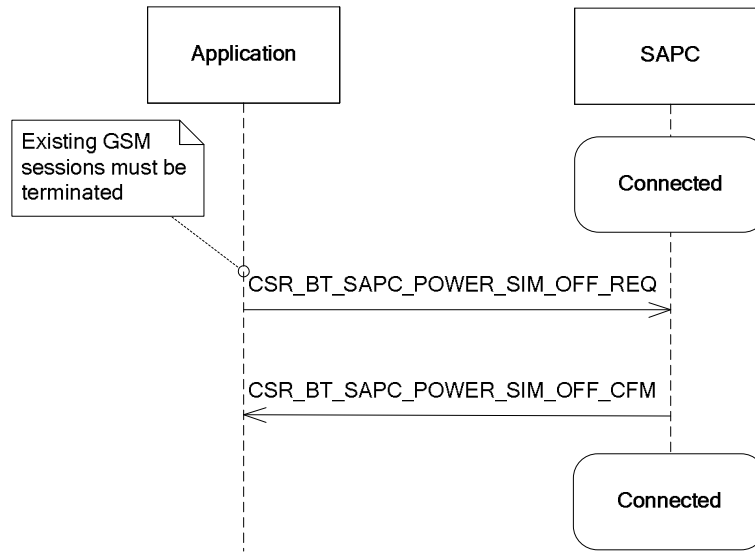 Application
SAPC
Existing GSM
sessions must be
terminated
Connected
CSR_BT_SAPC_POWER_SIM_OFF_REQ
CSR_BT_SAPC_POWER_SIM_OFF_CFM
Connected